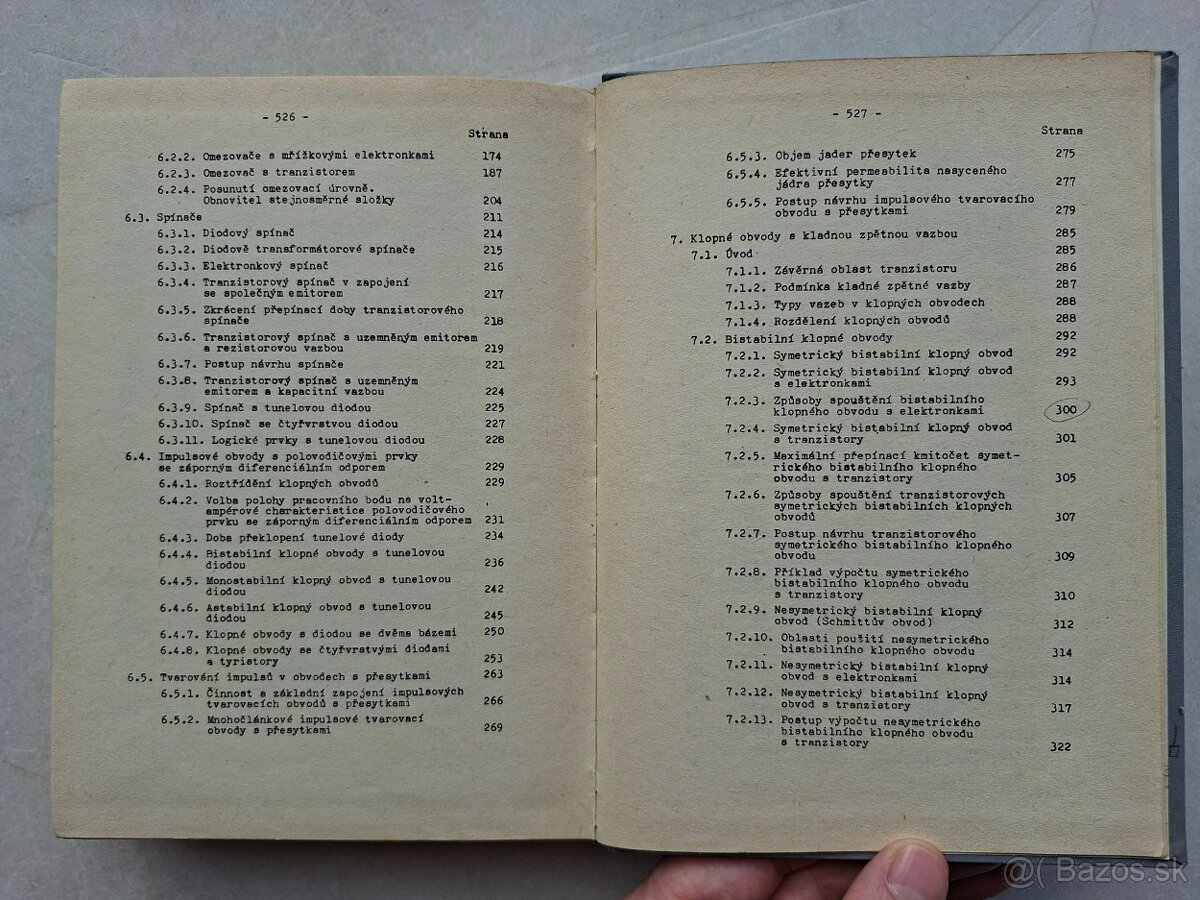 - 526 -
Strana
6.2.2. Omezovače s mřížkovými elektronkami 174
6.2.3. Omezovač s tranzistorem 187
6.2.4. Posunutí omezovací úrovně.
Obnovitel stejnosměrné složky 204
6.3. Spínače 211
6.3.1. Diodový spínač 214
6.3.2. Diodově transformátorové spínače 215
6.3.3. Elektronkový spínač 216
6.3.4. Tranzistorový spínač v zapojení
se společným emitorem 217
6.3.5. Zkrácení přepínací doby tranzistorového
spínače 218
6.3.6. Tranzistorový spínač s uzemněným emitorem
a rezistorovou vazbou 219
6.3.7. Postup návrhu spínače 221
6.3.8. Tranzistorový spínač s uzemněným
emitorem a kapacitní vazbou 224
6.3.9. Spínač s tunelovou diodou 225
6.3.10. Spínač se čtyřvrstvou diodou 227
6.3.11. Logické prvky s tunelovou diodou 228
6.4. Impulsové obvody s polovodičovými prvky
se záporným diferenciálním odporem 229
6.4.1. Roztřídění klopných obvodů 229
6.4.2. Volba polohy pracovního bodu na volt-
ampérové charakteristice polovodičového
prvku se záporným diferenciálním odporem 231
6.4.3. Doba překlopení tunelové diody 234
6.4.4. Bistabilní klopné obvody s tunelovou
diodou 236
6.4.5. Monostabilní klopný obvod s tunelovou
diodou 242
6.4.6. Astabilní klopný obvod s tunelovou
diodou 245
6.4.7. Klopné obvody s diodou se dvěma bázemi 250
6.4.8. Klopné obvody se čtyřvrstvými diodami
a tyristory 253
6.5. Tvarování impulsů v obvodech s přesytkami 263
6.5.1. Činnost a základní zapojení impulsových
tvarovacích obvodů s přesytkami 266
6.5.2. Mnohočlánkové impulsové tvarovací
obvody s přesytkami 269
- 527 -
Strana
6.5.3. Objem jader přesytek 275
6.5.4. Efektivní permeabilita nasyceného
jádra přesytky 277
6.5.5. Postup návrhu impulsového tvarovacího
obvodu s přesytkami 279
7. Klopné obvody s kladnou zpětnou vazbou 285
7.1. Úvod 285
7.1.1. Závěrná oblast tranzistoru 286
7.1.2. Podmínka kladné zpětné vazby 287
7.1.3. Typy vazeb v klopných obvodech 288
7.1.4. Rozdělení klopných obvodů 288
7.2. Bistabilní klopné obvody 292
7.2.1. Symetrický bistabilní klopný obvod 292
7.2.2. Symetrický bistabilní klopný obvod
s elektronkami 293
7.2.3. Způsoby spouštění bistabilního
klopného obvodu s elektronkami 300
7.2.4. Symetrický bistabilní klopný obvod
s tranzistory 301
7.2.5. Maximální přepínací kmitočet symet-
rického bistabilního klopného
obvodu s tranzistory 305
7.2.6. Způsoby spouštění tranzistorových
symetrických bistabilních klopných
obvodů 307
7.2.7. Postup návrhu tranzistorového
symetrického bistabilního klopného
obvodu 309
7.2.8. Příklad výpočtu symetrického
bistabilního klopného obvodu
s tranzistory 310
7.2.9. Nesymetrický bistabilní klopný
obvod (Schmittův obvod) 312
7.2.10. Oblasti použití nesymetrického
bistabilního klopného obvodu 314
7.2.11. Nesymetrický bistabilní klopný
obvod s elektronkami 314
7.2.12. Nesymetrický bistabilní klopný
obvod s tranzistory 317
7.2.13. Postup výpočtu nesymetrického
bistabilního klopného obvodu
s tranzistory 322
@( Bazos.sk